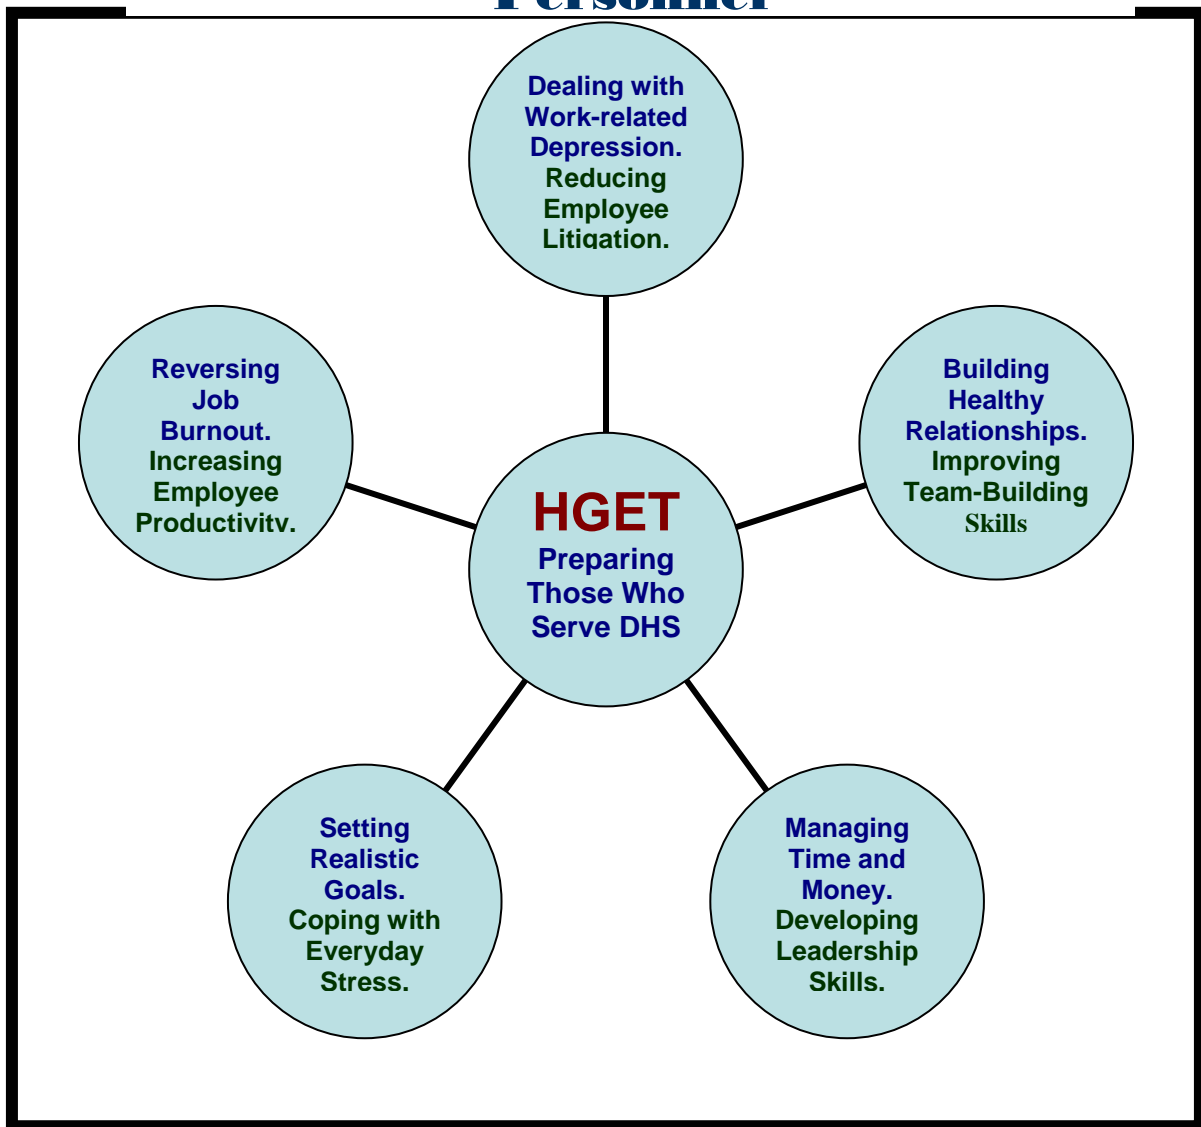 Personnel
Dealing with
Work-related
Depression.
Reducing
Employee
Litigation.
Reversing
Job
Burnout.
Increasing
Employee
Productivity.
Building
Healthy
Relationships.
Improving
Team-Building
Skills
HGET
Preparing
Those Who
Serve DHS
Setting
Realistic
Goals.
Coping with
Everyday
Stress.
Managing
Time and
Money.
Developing
Leadership
Skills.